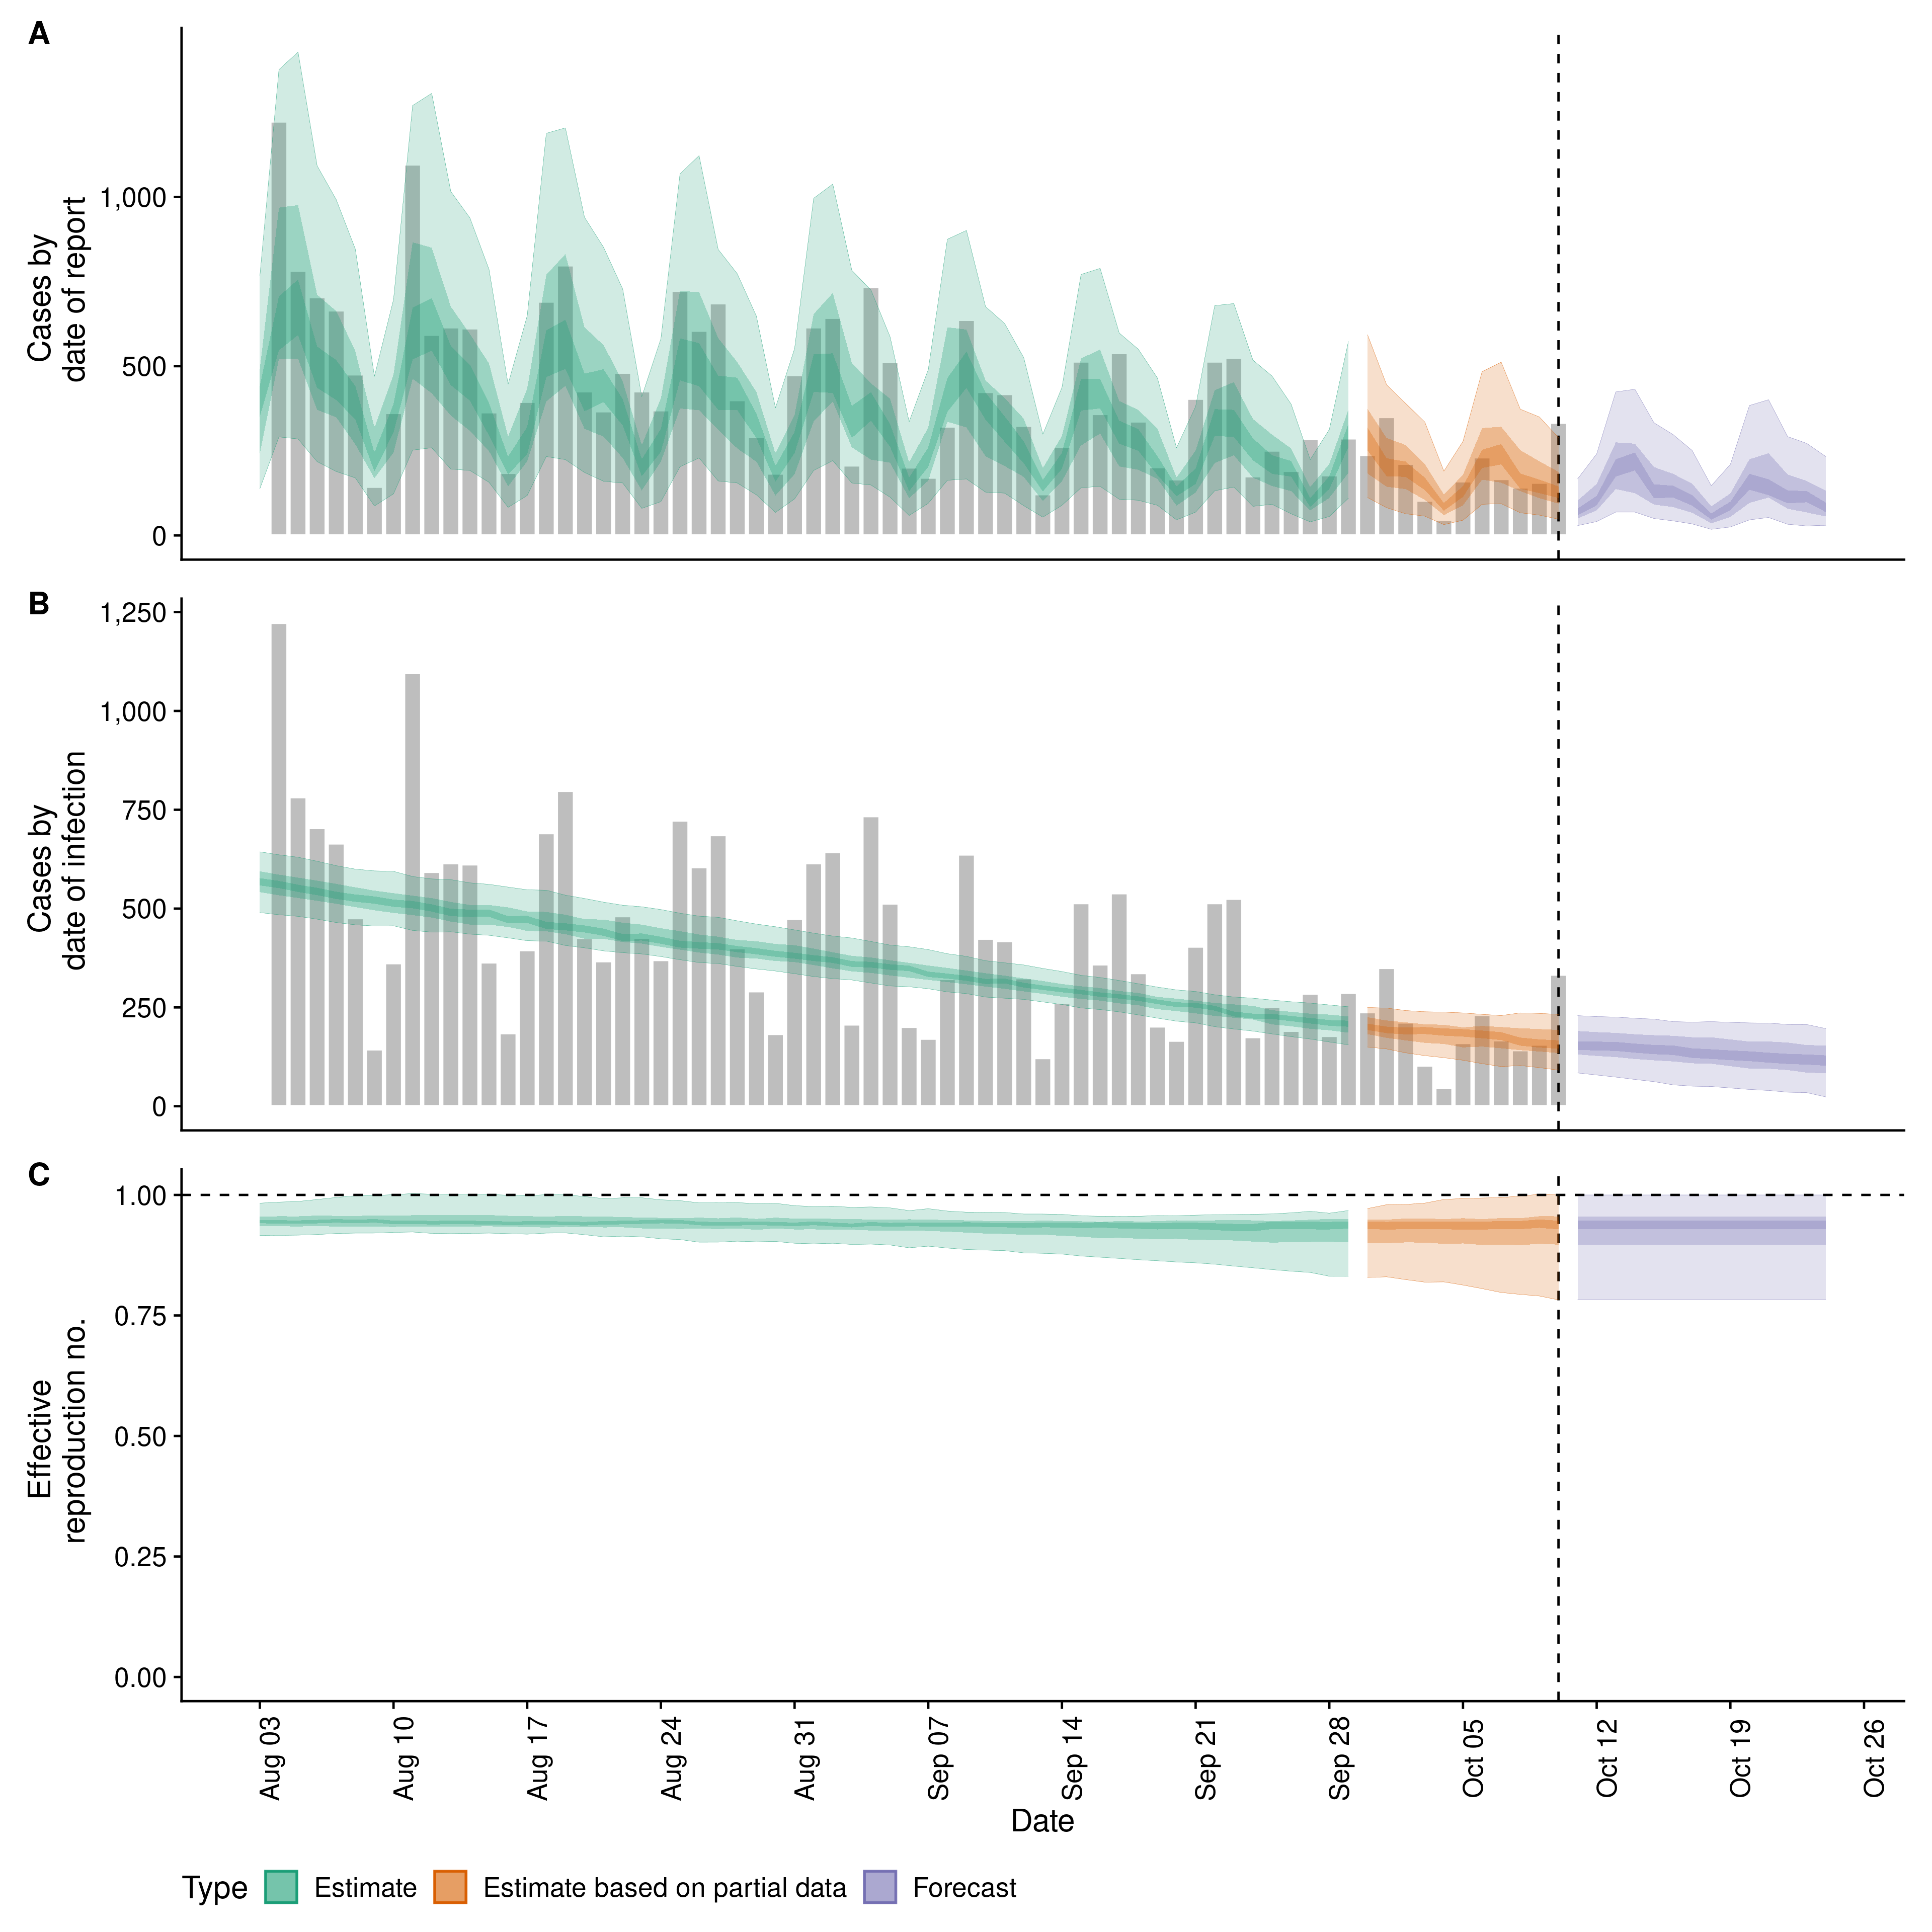 A
Cases by
date of report
1,000
500
0
B
Cases by
date of infection
1,250
1,000
750
500
250
0
C
Effective
reproduction no.
1.00
0.75
0.50
0.25
0.00
Aug 03
Aug 10
Aug 17
Aug 24
Aug 31
Sep 07
Sep 14
Sep 21
Sep 28
Oct 05
Oct 12
Oct 19
Oct 26
Date
Type Estimate Estimate based on partial data Forecast